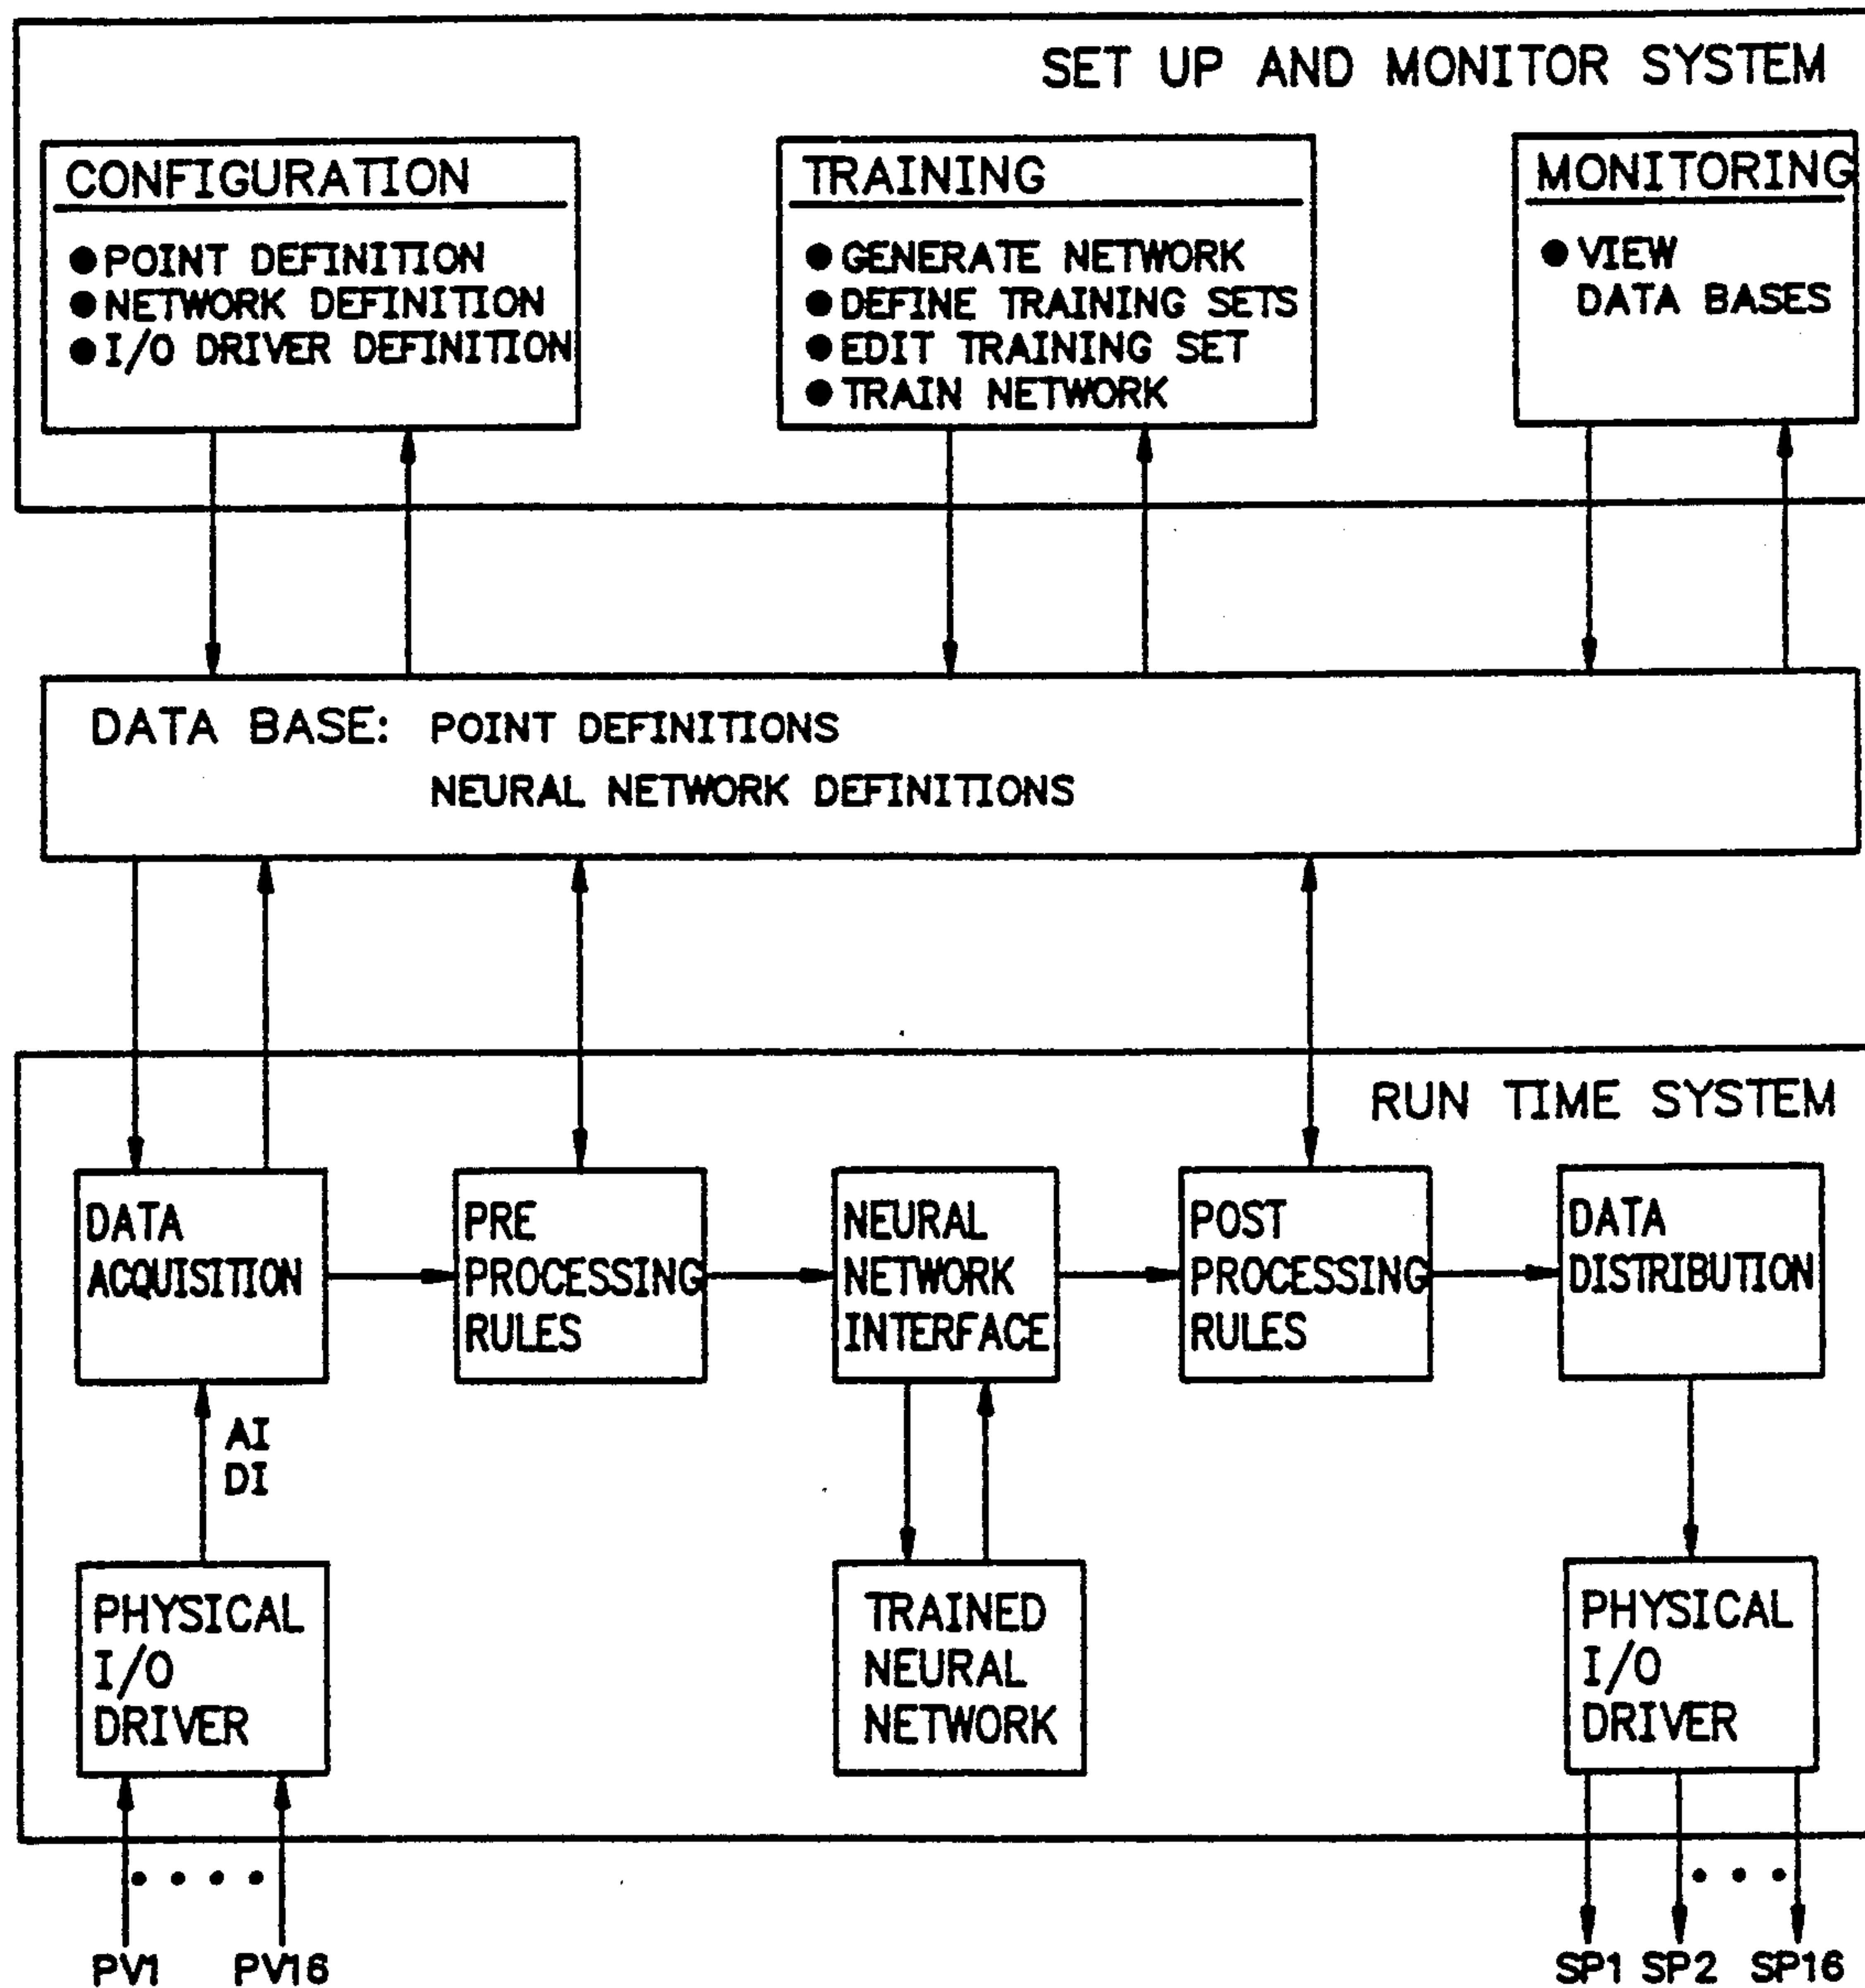 SET UP AND MONITOR SYSTEM
CONFIGURATION
● POINT DEFINITION
● NETWORK DEFINITION
● I/O DRIVER DEFINITION
TRAINING
● GENERATE NETWORK
● DEFINE TRAINING SETS
● EDIT TRAINING SET
● TRAIN NETWORK
MONITORING
● VIEW
DATA BASES
DATA BASE: POINT DEFINITIONS
NEURAL NETWORK DEFINITIONS
RUN TIME SYSTEM
DATA
ACQUISITION
PRE
PROCESSING
RULES
NEURAL
NETWORK
INTERFACE
POST
PROCESSING
RULES
DATA
DISTRIBUTION
AI
DI
PHYSICAL
I/O
DRIVER
TRAINED
NEURAL
NETWORK
PHYSICAL
I/O
DRIVER
PV1 PV16
SP1 SP2 SP16